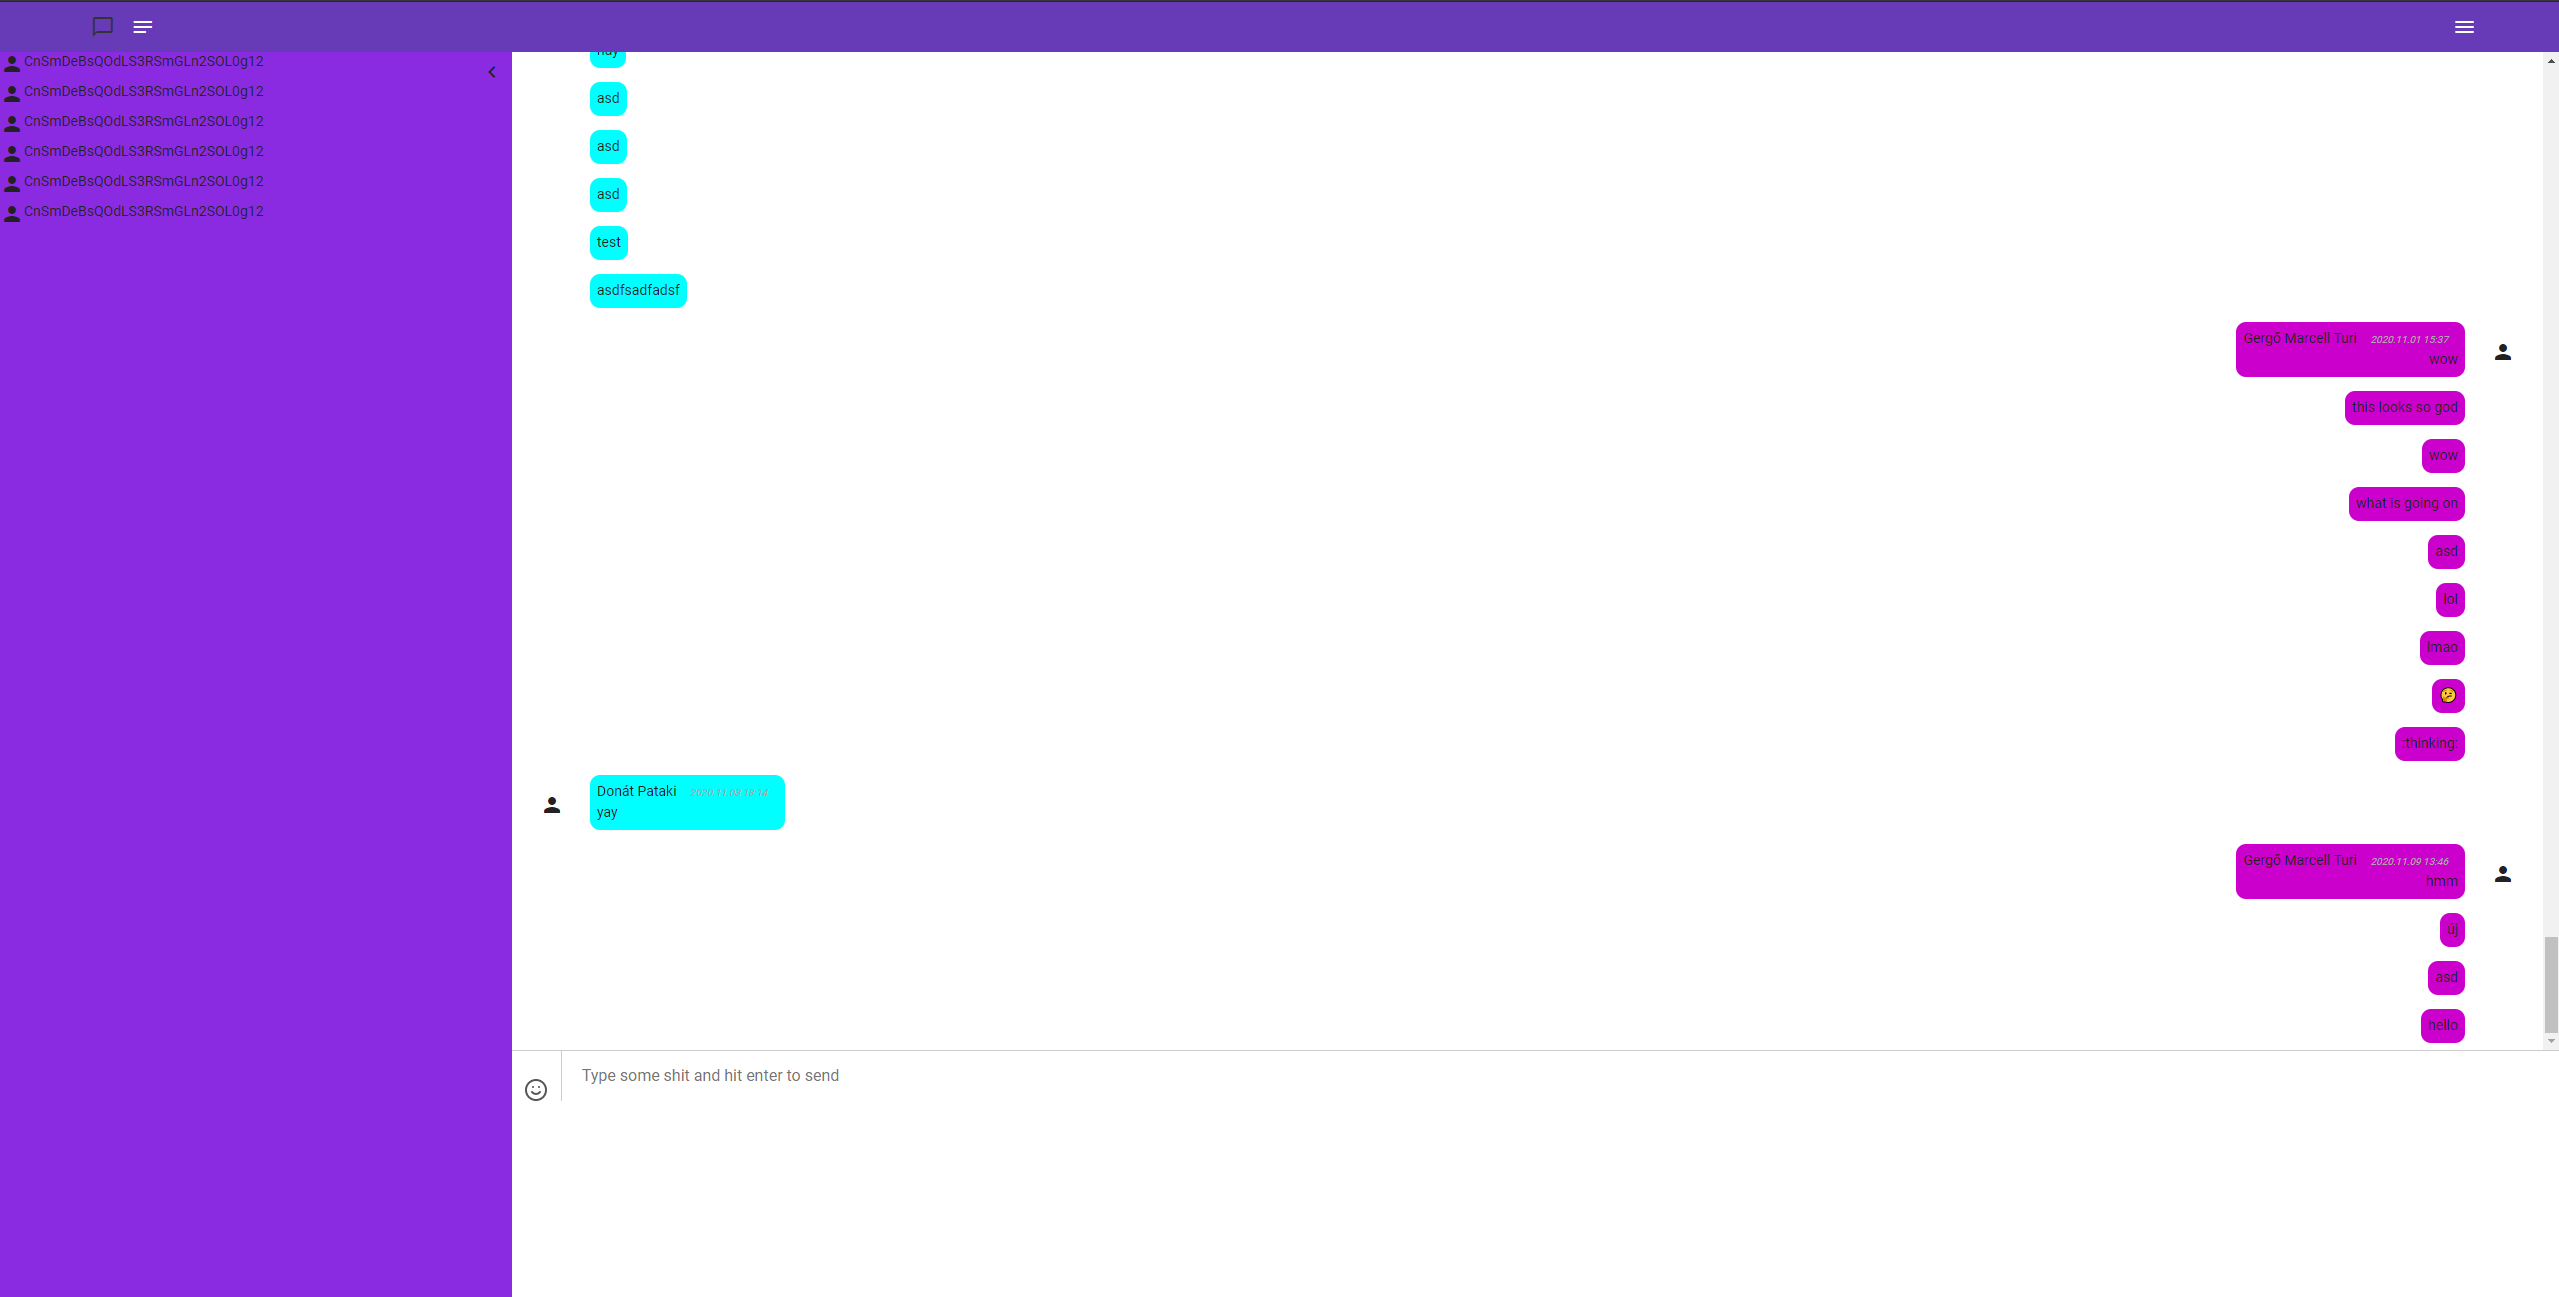 CnSmDeBsQOdLS3RSmGLn2SOL0g12
CnSmDeBsQOdLS3RSmGLn2SOL0g12
CnSmDeBsQOdLS3RSmGLn2SOL0g12
CnSmDeBsQOdLS3RSmGLn2SOL0g12
CnSmDeBsQOdLS3RSmGLn2SOL0g12
CnSmDeBsQOdLS3RSmGLn2SOL0g12
asd
asd
asd
test
asdfsadfadsf
Gergő Marcell Turi 2020.11.01 15:37
wow
this looks so god
wow
what is going on
asd
lol
lmao
🤔
:thinking:
Donát Pataki
yay
Gergő Marcell Turi 2020.11.09 13:46
hmm
új
asd
hello
Type some shit and hit enter to send